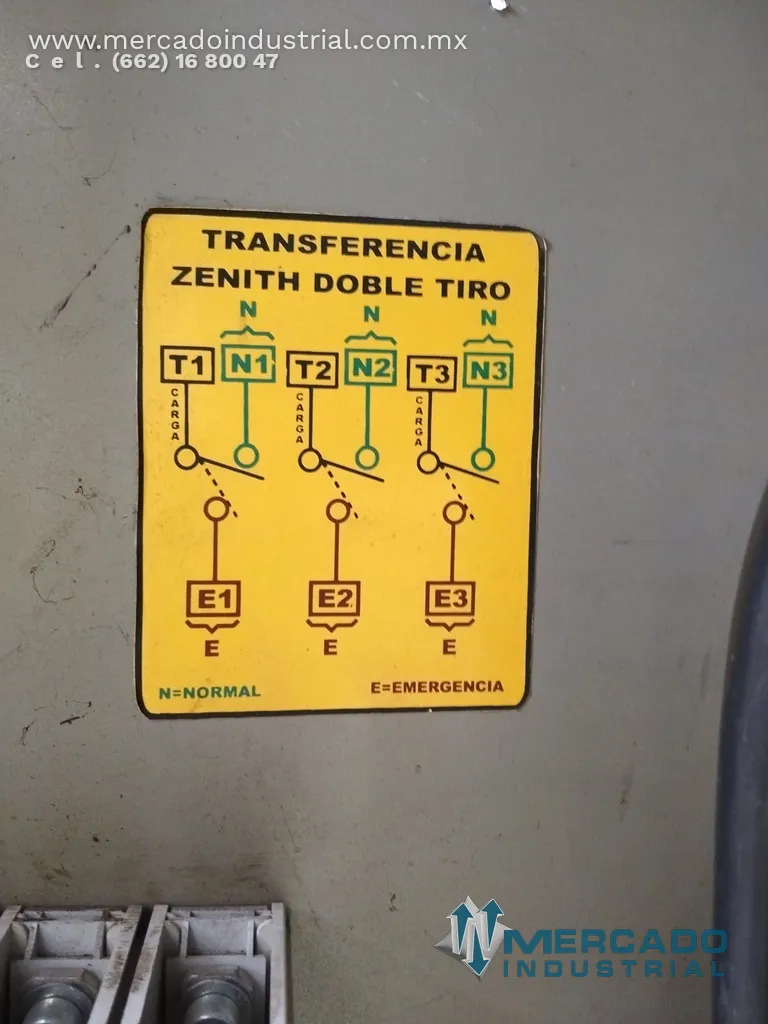 www.mercadoindustrial.com.mx
Cel. (662) 16 800 47
TRANSFERENCIA
ZENITH DOBLE TIRO
N N N
T1 N1 T2 N2 T3 N3
CARGA CARGA CARGA
E1 E2 E3
E E E
N=NORMAL E=EMERGENCIA
MERCADO
INDUSTRIAL